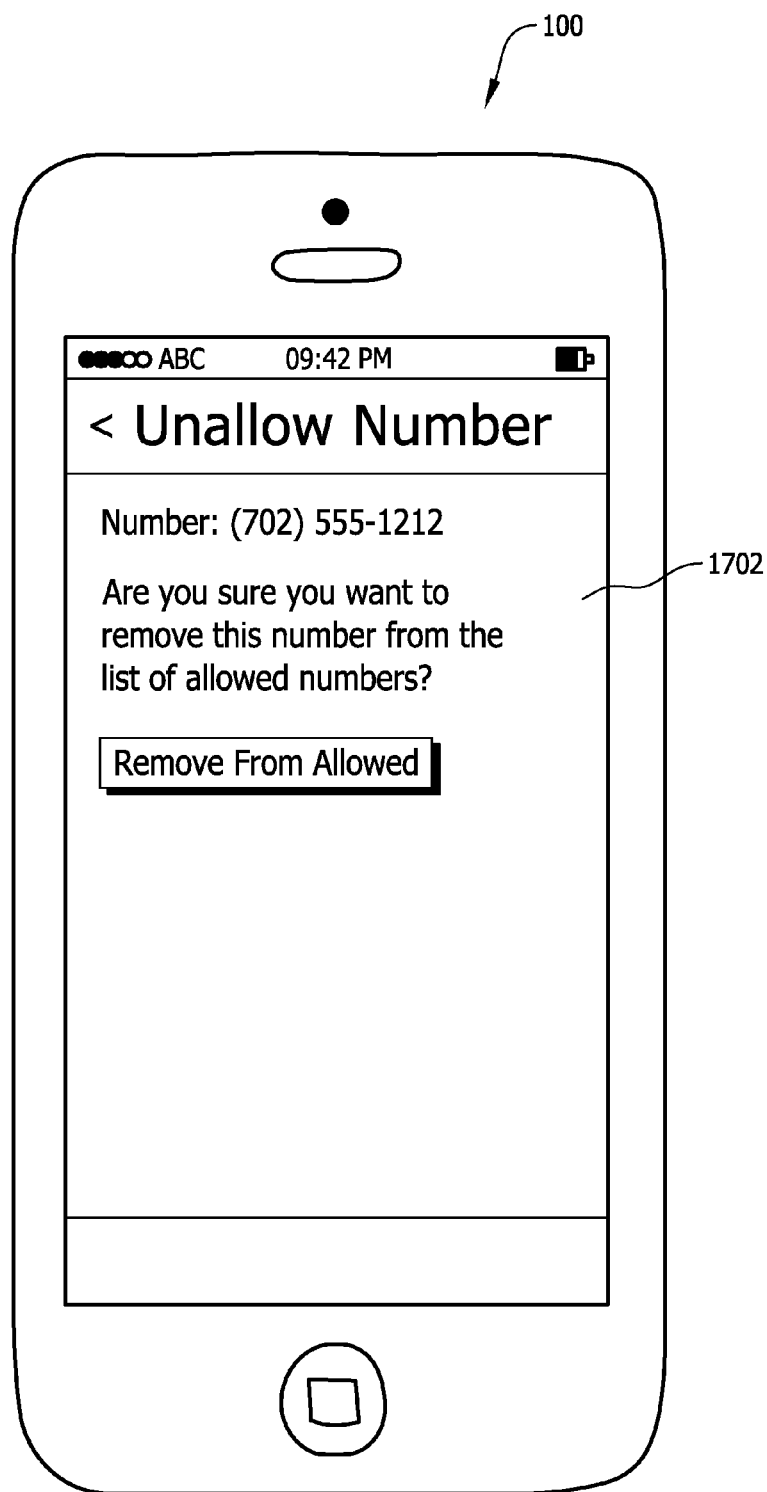 100
ABC 09:42 PM
< Unallow Number
Number: (702) 555-1212
1702
Are you sure you want to
remove this number from the
list of allowed numbers?
Remove From Allowed